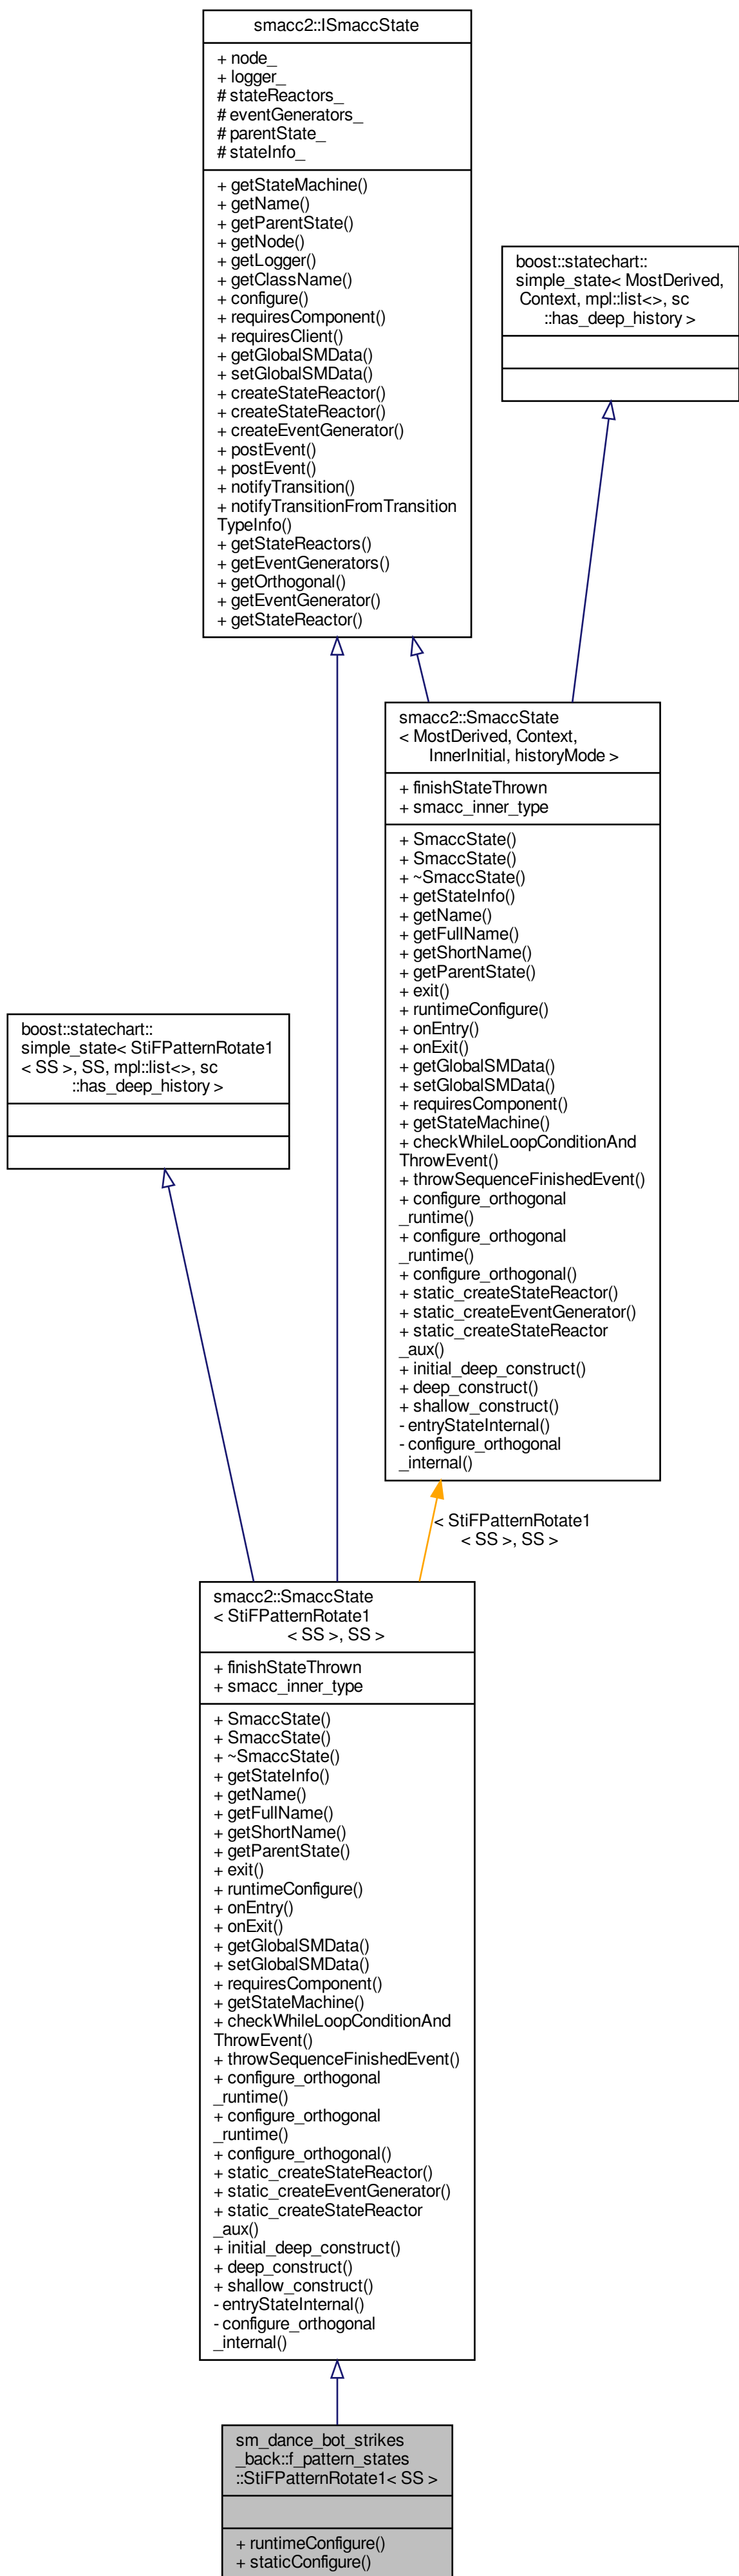 smacc2::ISmaccState
+ node_
+ logger_
# stateReactors_
# eventGenerators_
# parentState_
# stateInfo_
+ getStateMachine()
+ getName()
+ getParentState()
+ getNode()
+ getLogger()
+ getClassName()
+ configure()
+ requiresComponent()
+ requiresClient()
+ getGlobalSMData()
+ setGlobalSMData()
+ createStateReactor()
+ createStateReactor()
+ createEventGenerator()
+ postEvent()
+ postEvent()
+ notifyTransition()
+ notifyTransitionFromTransition
TypeInfo()
+ getStateReactors()
+ getEventGenerators()
+ getOrthogonal()
+ getEventGenerator()
+ getStateReactor()
boost::statechart::
simple_state< MostDerived,
Context, mpl::list<>, sc
::has_deep_history >
smacc2::SmaccState
< MostDerived, Context,
InnerInitial, historyMode >
+ finishStateThrown
+ smacc_inner_type
+ SmaccState()
+ SmaccState()
+ ~SmaccState()
+ getStateInfo()
+ getName()
+ getFullName()
+ getShortName()
+ getParentState()
+ exit()
+ runtimeConfigure()
+ onEntry()
+ onExit()
+ getGlobalSMData()
+ setGlobalSMData()
+ requiresComponent()
+ getStateMachine()
+ checkWhileLoopConditionAnd
ThrowEvent()
+ throwSequenceFinishedEvent()
+ configure_orthogonal
_runtime()
+ configure_orthogonal
_runtime()
+ configure_orthogonal()
+ static_createStateReactor()
+ static_createEventGenerator()
+ static_createStateReactor
_aux()
+ initial_deep_construct()
+ deep_construct()
+ shallow_construct()
- entryStateInternal()
- configure_orthogonal
_internal()
boost::statechart::
simple_state< StiFPatternRotate1
< SS >, SS, mpl::list<>, sc
::has_deep_history >
< StiFPatternRotate1
< SS >, SS >
smacc2::SmaccState
< StiFPatternRotate1
< SS >, SS >
+ finishStateThrown
+ smacc_inner_type
+ SmaccState()
+ SmaccState()
+ ~SmaccState()
+ getStateInfo()
+ getName()
+ getFullName()
+ getShortName()
+ getParentState()
+ exit()
+ runtimeConfigure()
+ onEntry()
+ onExit()
+ getGlobalSMData()
+ setGlobalSMData()
+ requiresComponent()
+ getStateMachine()
+ checkWhileLoopConditionAnd
ThrowEvent()
+ throwSequenceFinishedEvent()
+ configure_orthogonal
_runtime()
+ configure_orthogonal
_runtime()
+ configure_orthogonal()
+ static_createStateReactor()
+ static_createEventGenerator()
+ static_createStateReactor
_aux()
+ initial_deep_construct()
+ deep_construct()
+ shallow_construct()
- entryStateInternal()
- configure_orthogonal
_internal()
sm_dance_bot_strikes
_back::f_pattern_states
::StiFPatternRotate1< SS >
+ runtimeConfigure()
+ staticConfigure()